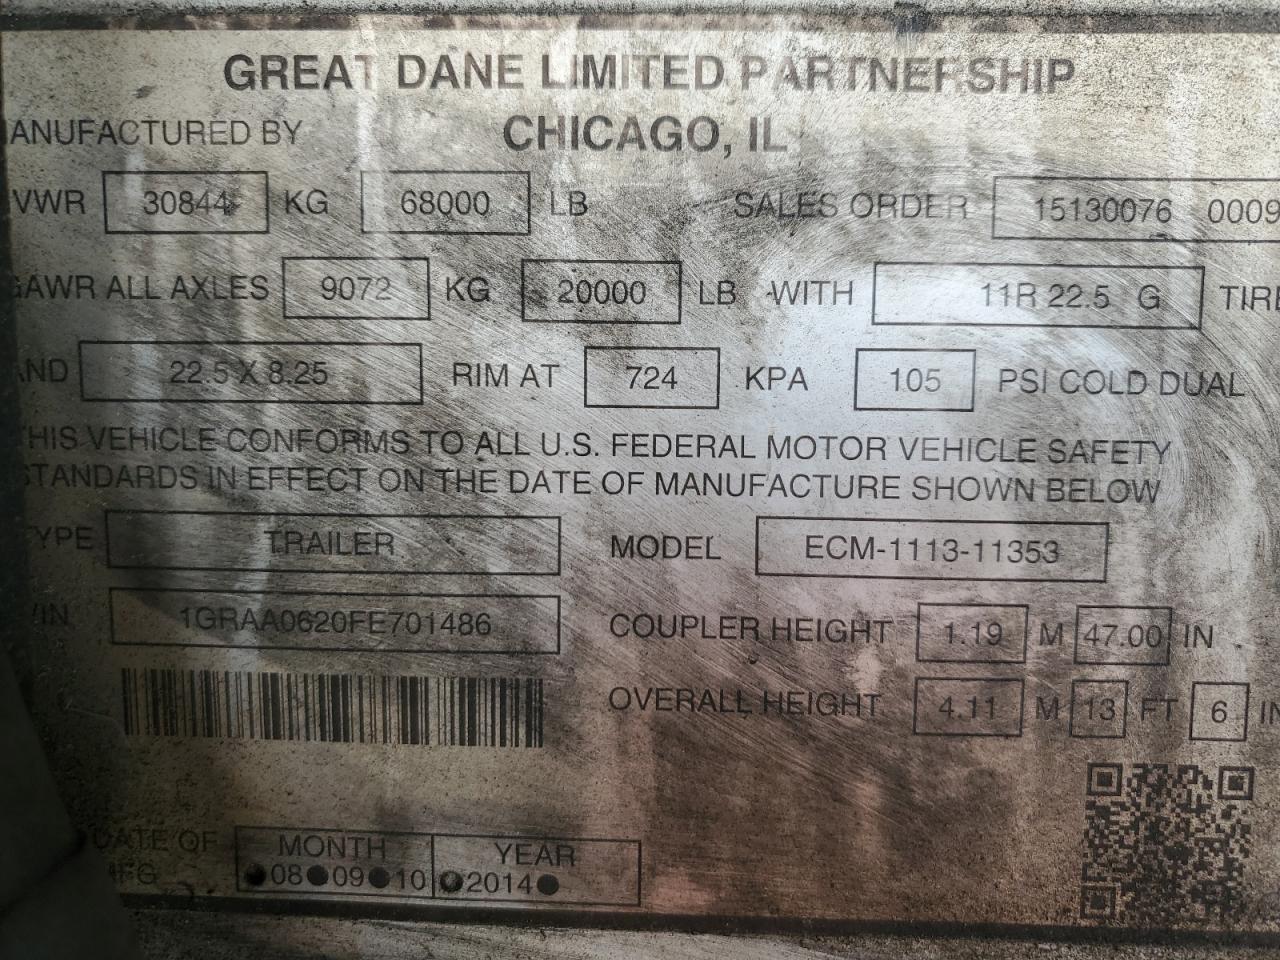 GREAT DANE LIMITED PARTNERSHIP
ANUFACTURED BY CHICAGO, IL
VWR 30844 KG 68000 LB SALES ORDER 15130076 0009
GAWR ALL AXLES 9072 KG 20000 LB WITH 11R 22.5 G TIRE
AND 22.5 X 8.25 RIM AT 724 KPA 105 PSI COLD DUAL
THIS VEHICLE CONFORMS TO ALL U.S. FEDERAL MOTOR VEHICLE SAFETY
STANDARDS IN EFFECT ON THE DATE OF MANUFACTURE SHOWN BELOW
TYPE TRAILER MODEL ECM-1113-11353
VIN 1GRAA0620FE701486 COUPLER HEIGHT 1.19 M 47.00 IN
OVERALL HEIGHT 4.11 M 13 FT 6 IN
DATE OF MONTH YEAR
MFG 08 09 10 2014